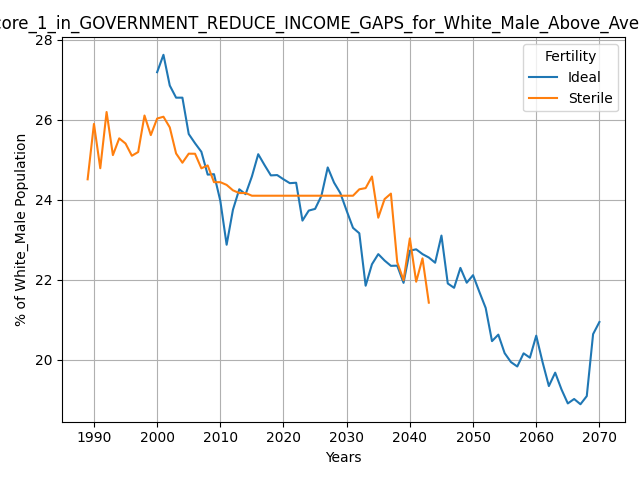 core_1_in_GOVERNMENT_REDUCE_INCOME_GAPS_for_White_Male_Above_Ave
Fertility
Ideal
Sterile
28
26
24
22
20
% of White_Male Population
1990 2000 2010 2020 2030 2040 2050 2060 2070
Years